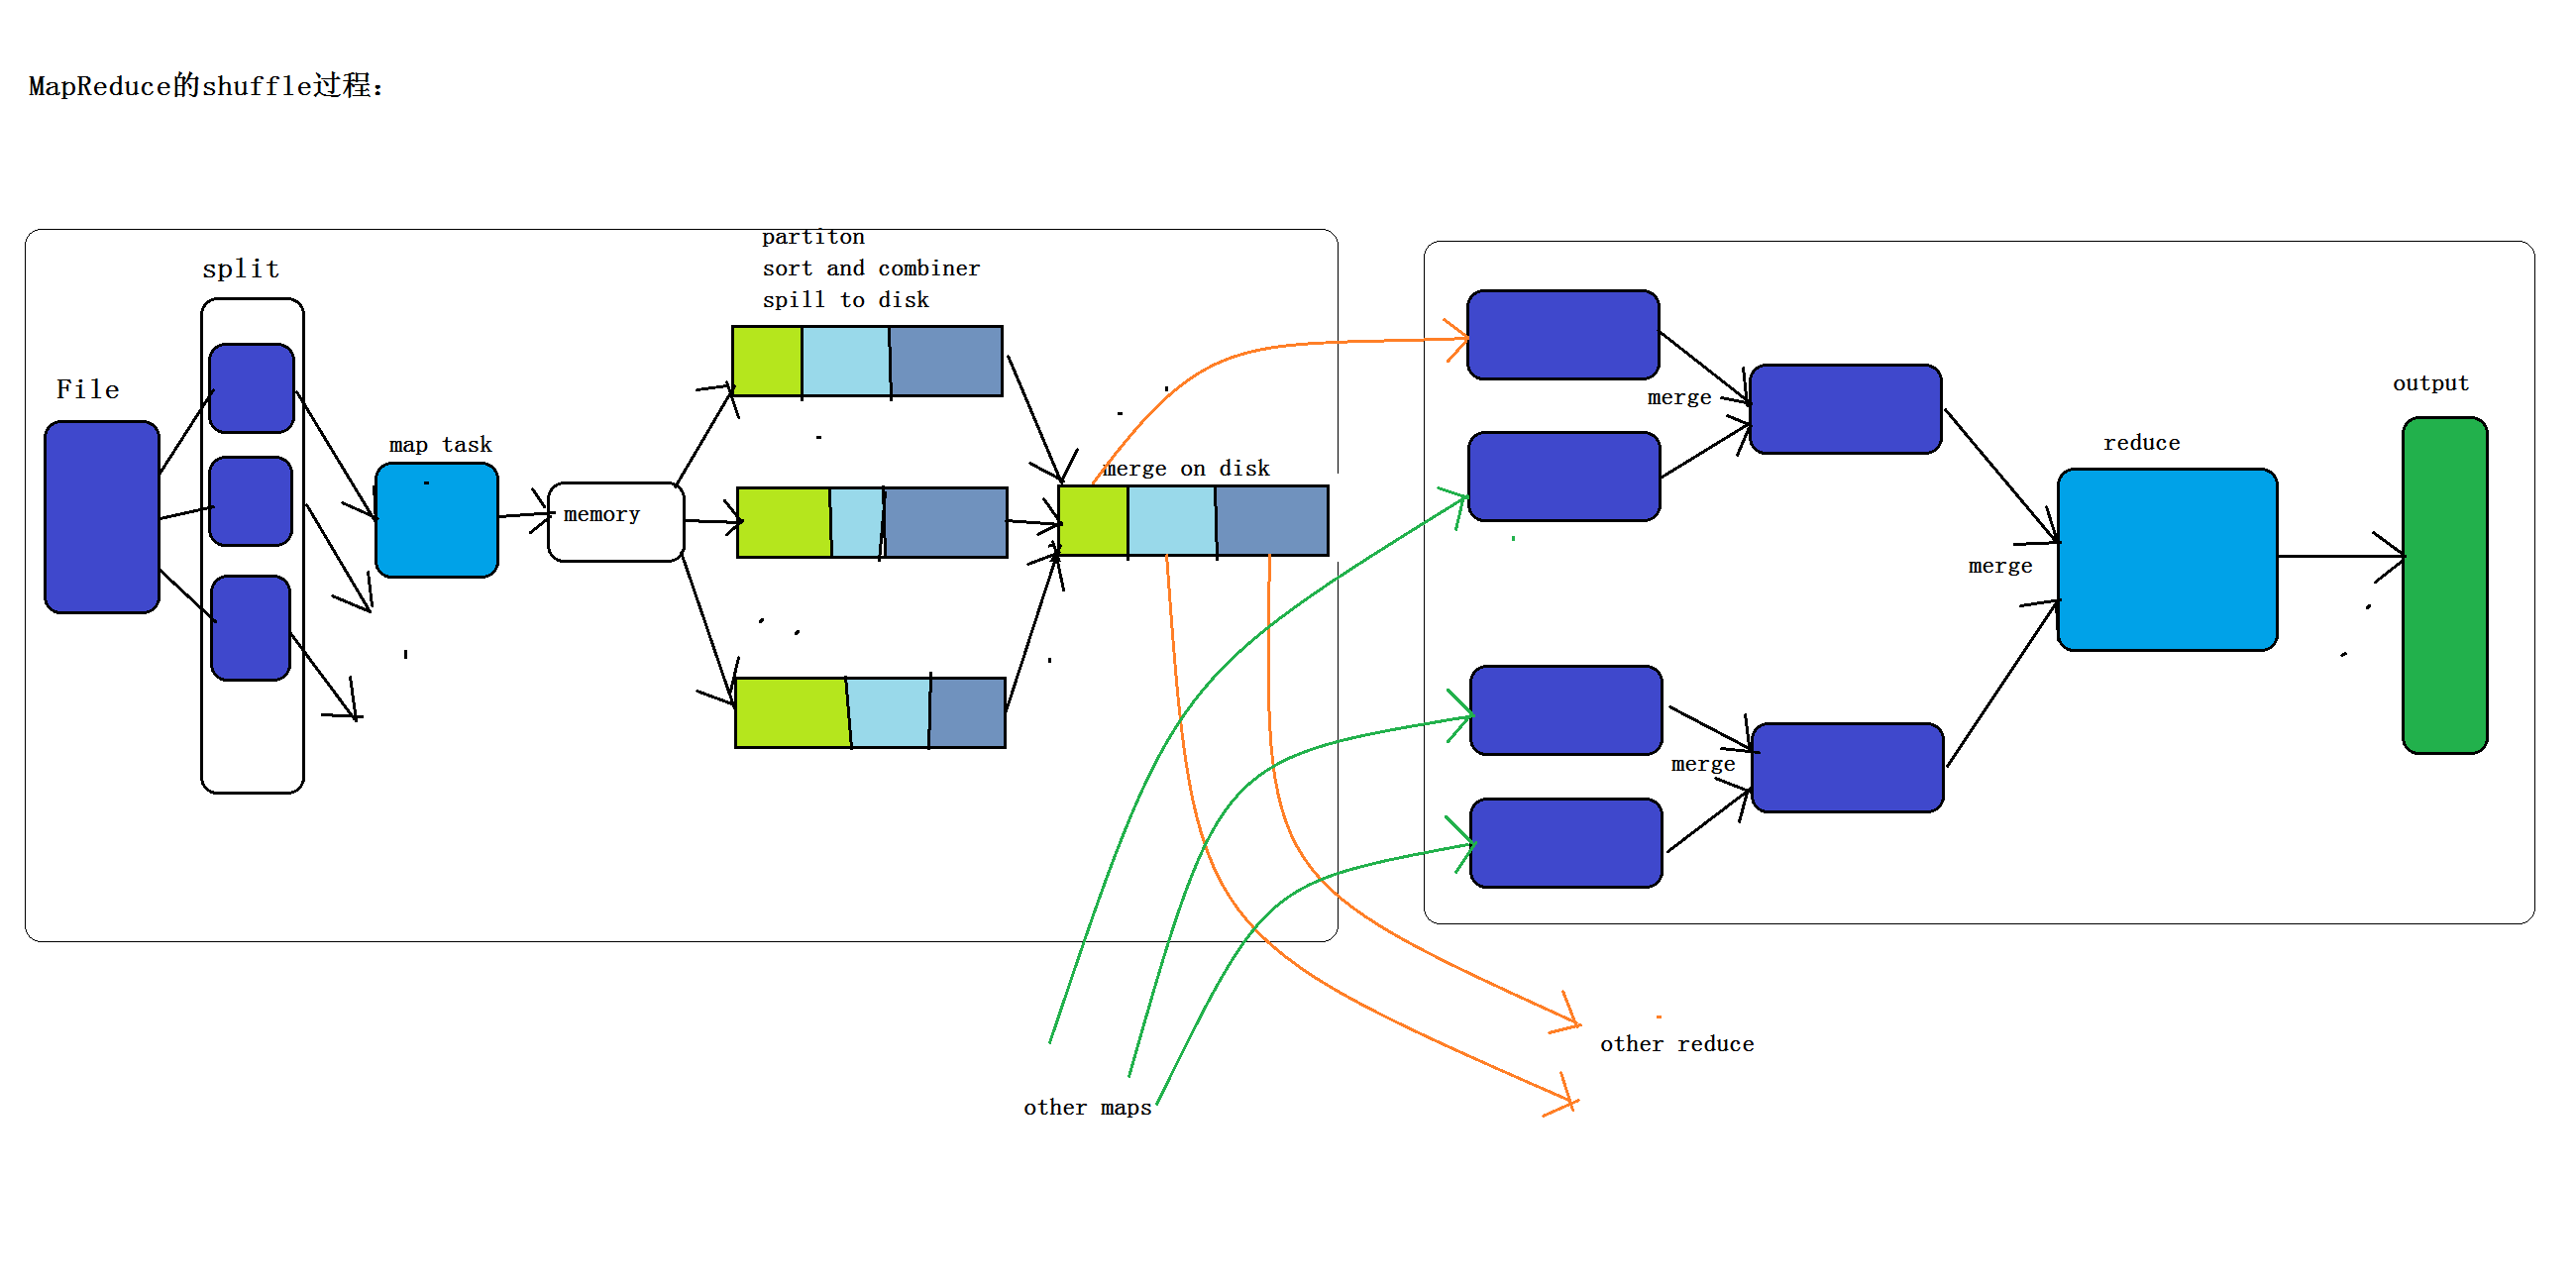 MapReduce的shuffle过程：
partiton
sort and combiner
spill to disk
split
File
map task
memory
merge on disk
merge
merge
merge
reduce
output
other reduce
other maps